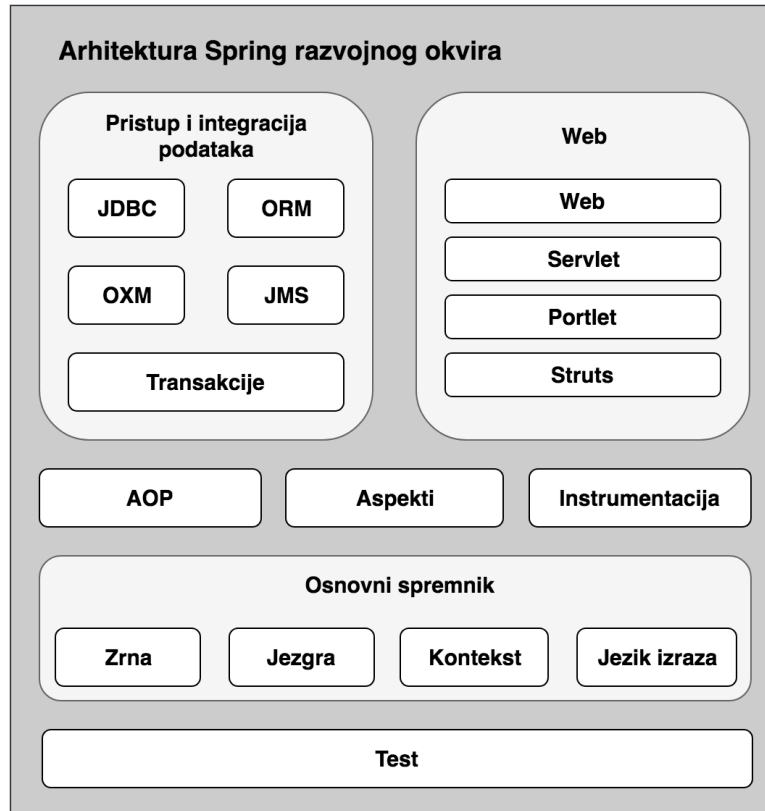 Arhitektura Spring razvojnog okvira
Pristup i integracija
podataka
JDBC
ORM
OXM
JMS
Transakcije
Web
Web
Servlet
Portlet
Struts
AOP
Aspekti
Instrumentacija
Osnovni spremnik
Zrna
Jezgra
Kontekst
Jezik izraza
Test